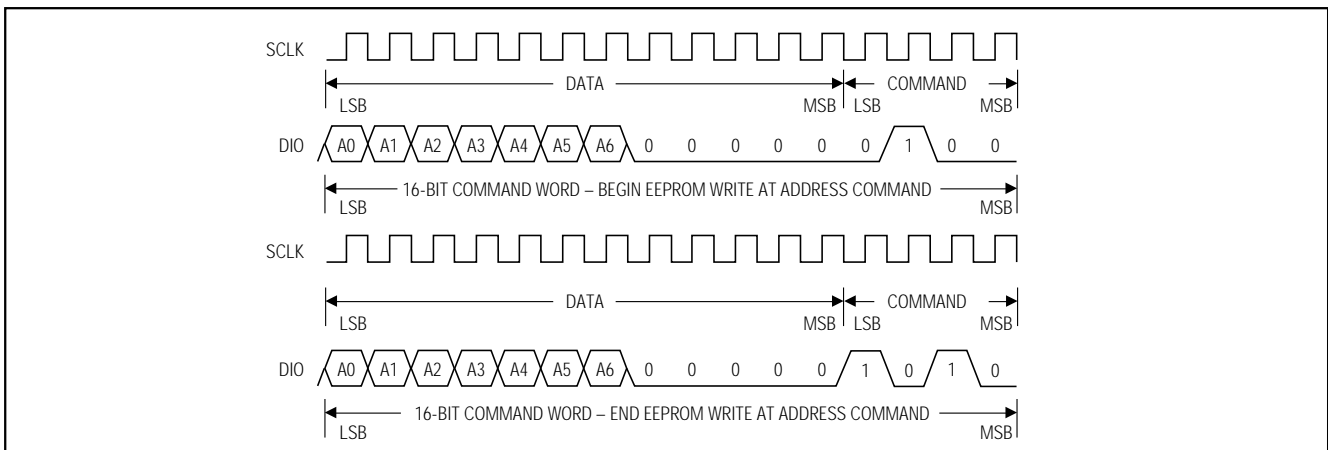 SCLK
DATA COMMAND
LSB MSB LSB MSB
DIO A0 A1 A2 A3 A4 A5 A6 0 0 0 0 0 0 1 0 0
16-BIT COMMAND WORD – BEGIN EEPROM WRITE AT ADDRESS COMMAND
LSB MSB
SCLK
DATA COMMAND
LSB MSB LSB MSB
DIO A0 A1 A2 A3 A4 A5 A6 0 0 0 0 0 1 0 1 0
16-BIT COMMAND WORD – END EEPROM WRITE AT ADDRESS COMMAND
LSB MSB